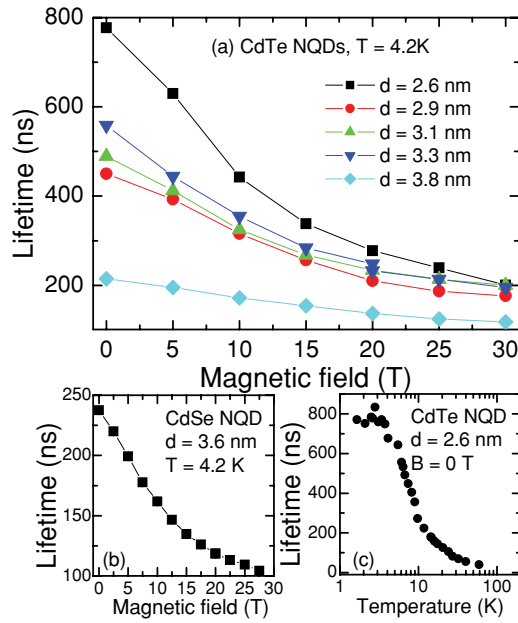 (a) CdTe NQDs, T = 4.2K
d = 2.6 nm
d = 2.9 nm
d = 3.1 nm
d = 3.3 nm
d = 3.8 nm
Lifetime (ns)
800
600
400
200
0 5 10 15 20 25 30
Magnetic field (T)
CdSe NQD
d = 3.6 nm
T = 4.2 K
(b)
Lifetime (ns)
250
200
150
100
0 5 10 15 20 25
Magnetic field (T)
CdTe NQD
d = 2.6 nm
B = 0 T
(c)
Lifetime (ns)
1000
800
600
400
200
0
1 10 100
Temperature (K)